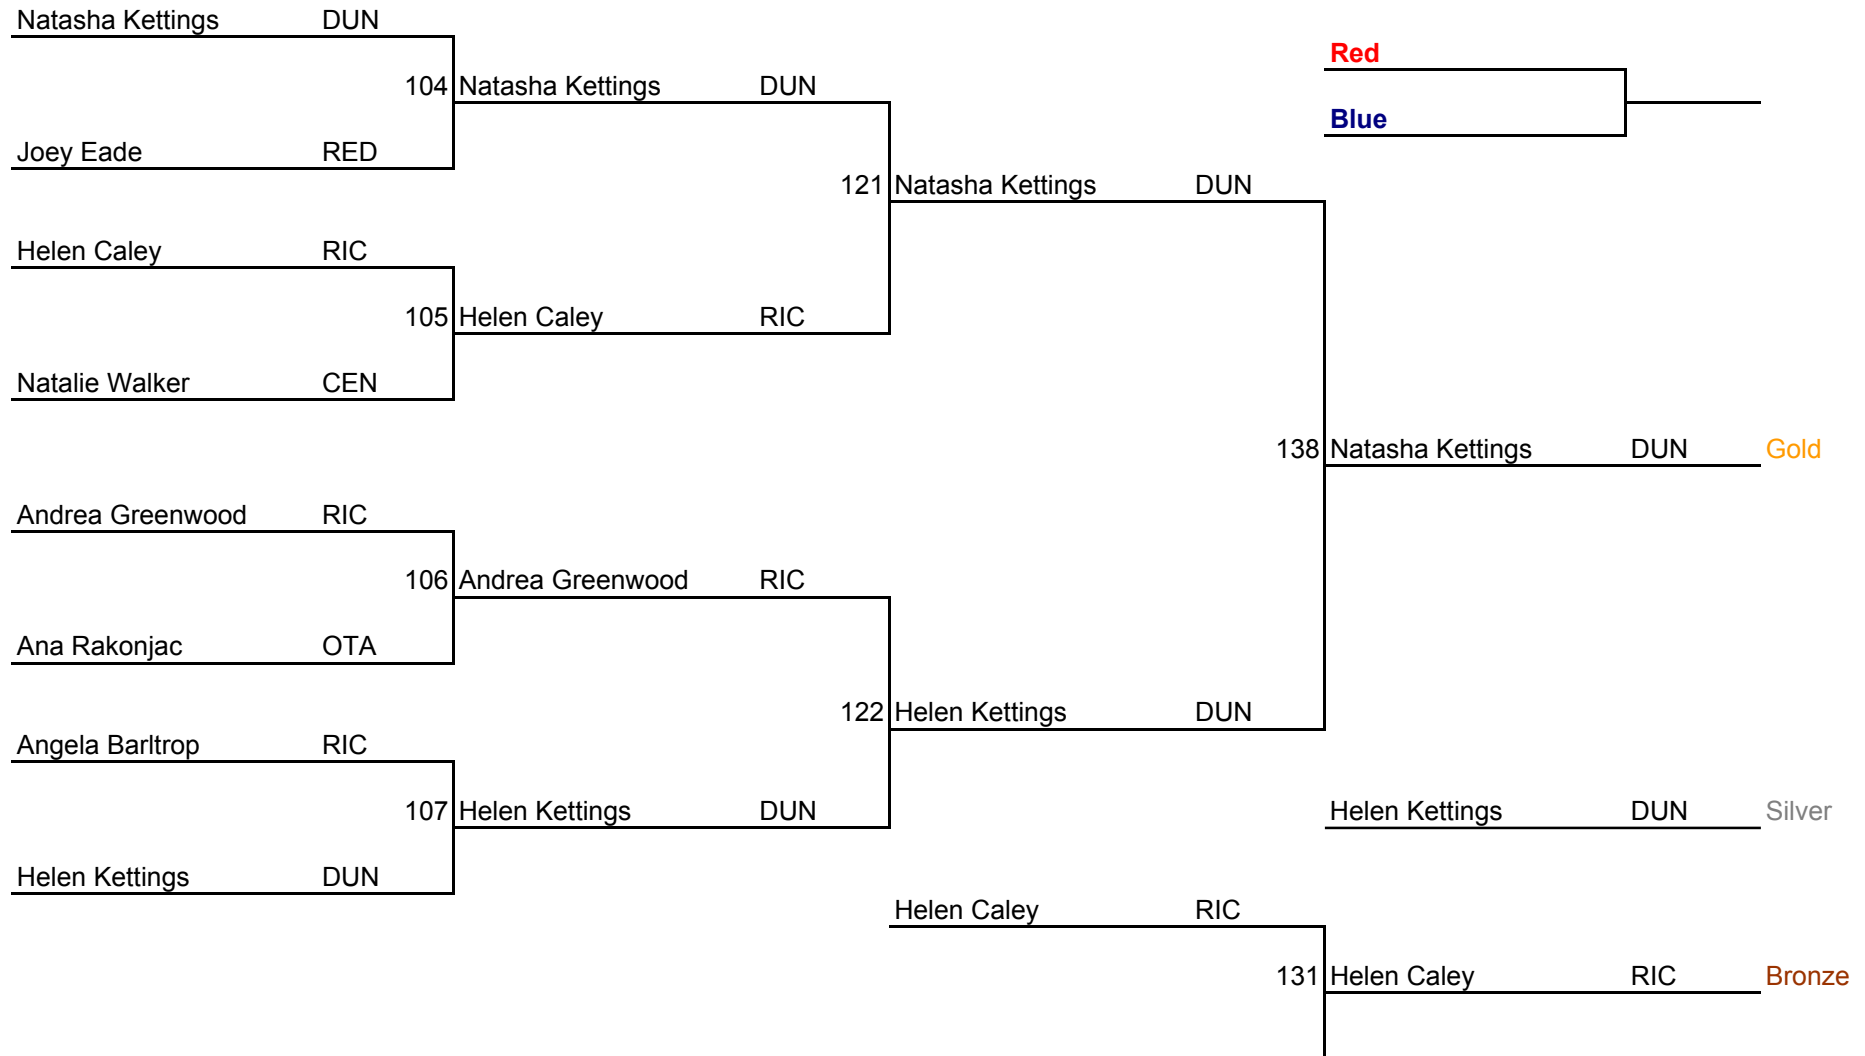 Natasha Kettings DUN
Red
104 Natasha Kettings DUN
Blue
Joey Eade RED
121 Natasha Kettings DUN
Helen Caley RIC
105 Helen Caley RIC
Natalie Walker CEN
138 Natasha Kettings DUN Gold
Andrea Greenwood RIC
106 Andrea Greenwood RIC
Ana Rakonjac OTA
122 Helen Kettings DUN
Angela Barltrop RIC
107 Helen Kettings DUN
Helen Kettings DUN Silver
Helen Kettings DUN
Helen Caley RIC
131 Helen Caley RIC Bronze